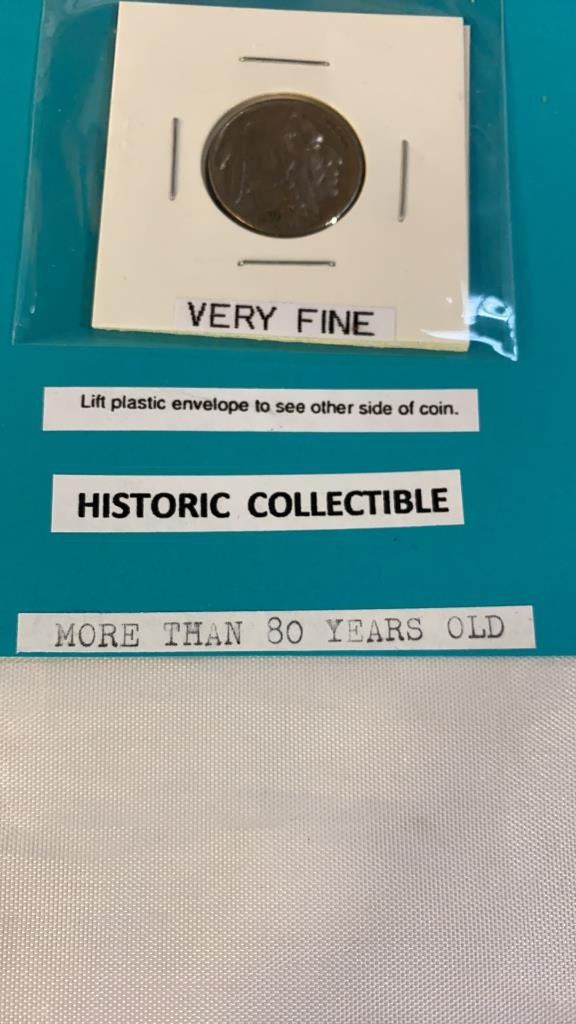 VERY FINE
Lift plastic envelope to see other side of coin.
HISTORIC COLLECTIBLE
MORE THAN 80 YEARS OLD